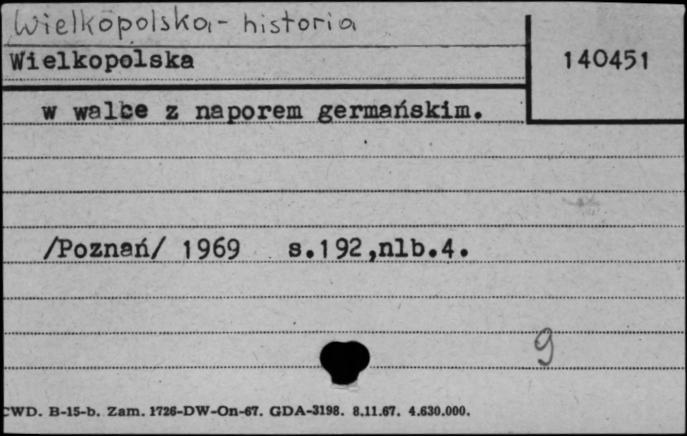 Wielkopolska - historia
Wielkopolska
140451
w walce z naporem germańskim.
/Poznań/ 1969 s.192,nlb.4.
9
CWD. B-15-b. Zam. 1726-DW-On-67. GDA-3198. 8.11.67. 4.630.000.